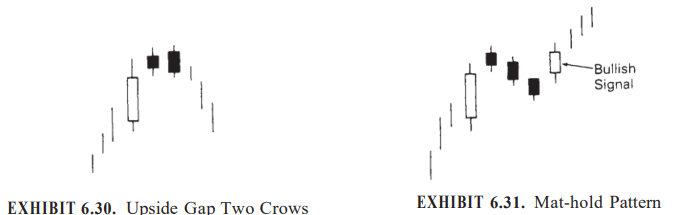 Bullish
Signal
EXHIBIT 6.30. Upside Gap Two Crows
EXHIBIT 6.31. Mat-hold Pattern